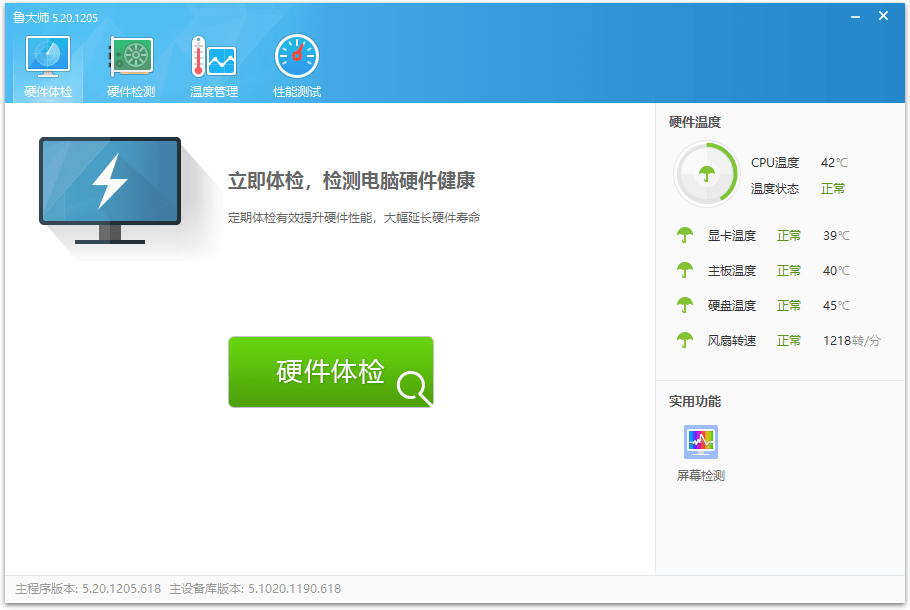 鲁大师 5.20.1205
硬件体检 硬件检测 温度管理 性能测试
立即体检，检测电脑硬件健康
定期体检有效提升硬件性能，大幅延长硬件寿命
硬件体检
硬件温度
CPU温度 42℃
温度状态 正常
显卡温度 正常 39℃
主板温度 正常 40℃
硬盘温度 正常 45℃
风扇转速 正常 1218转/分
实用功能
屏幕检测
主程序版本: 5.20.1205.618 主设备库版本: 5.1020.1190.618